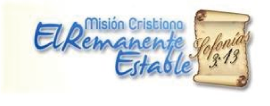 Misión Cristiana
El Remanente
Estable
Sofonías
3:13